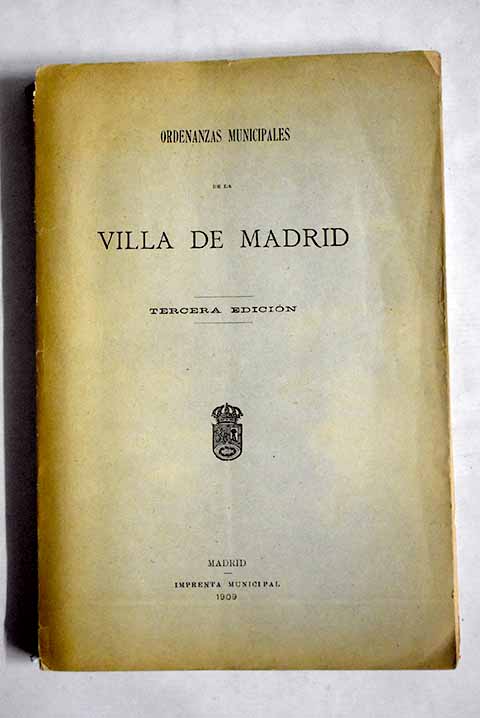 ORDENANZAS MUNICIPALES
DE LA
VILLA DE MADRID
TERCERA EDICIÓN
MADRID
IMPRENTA MUNICIPAL
1909